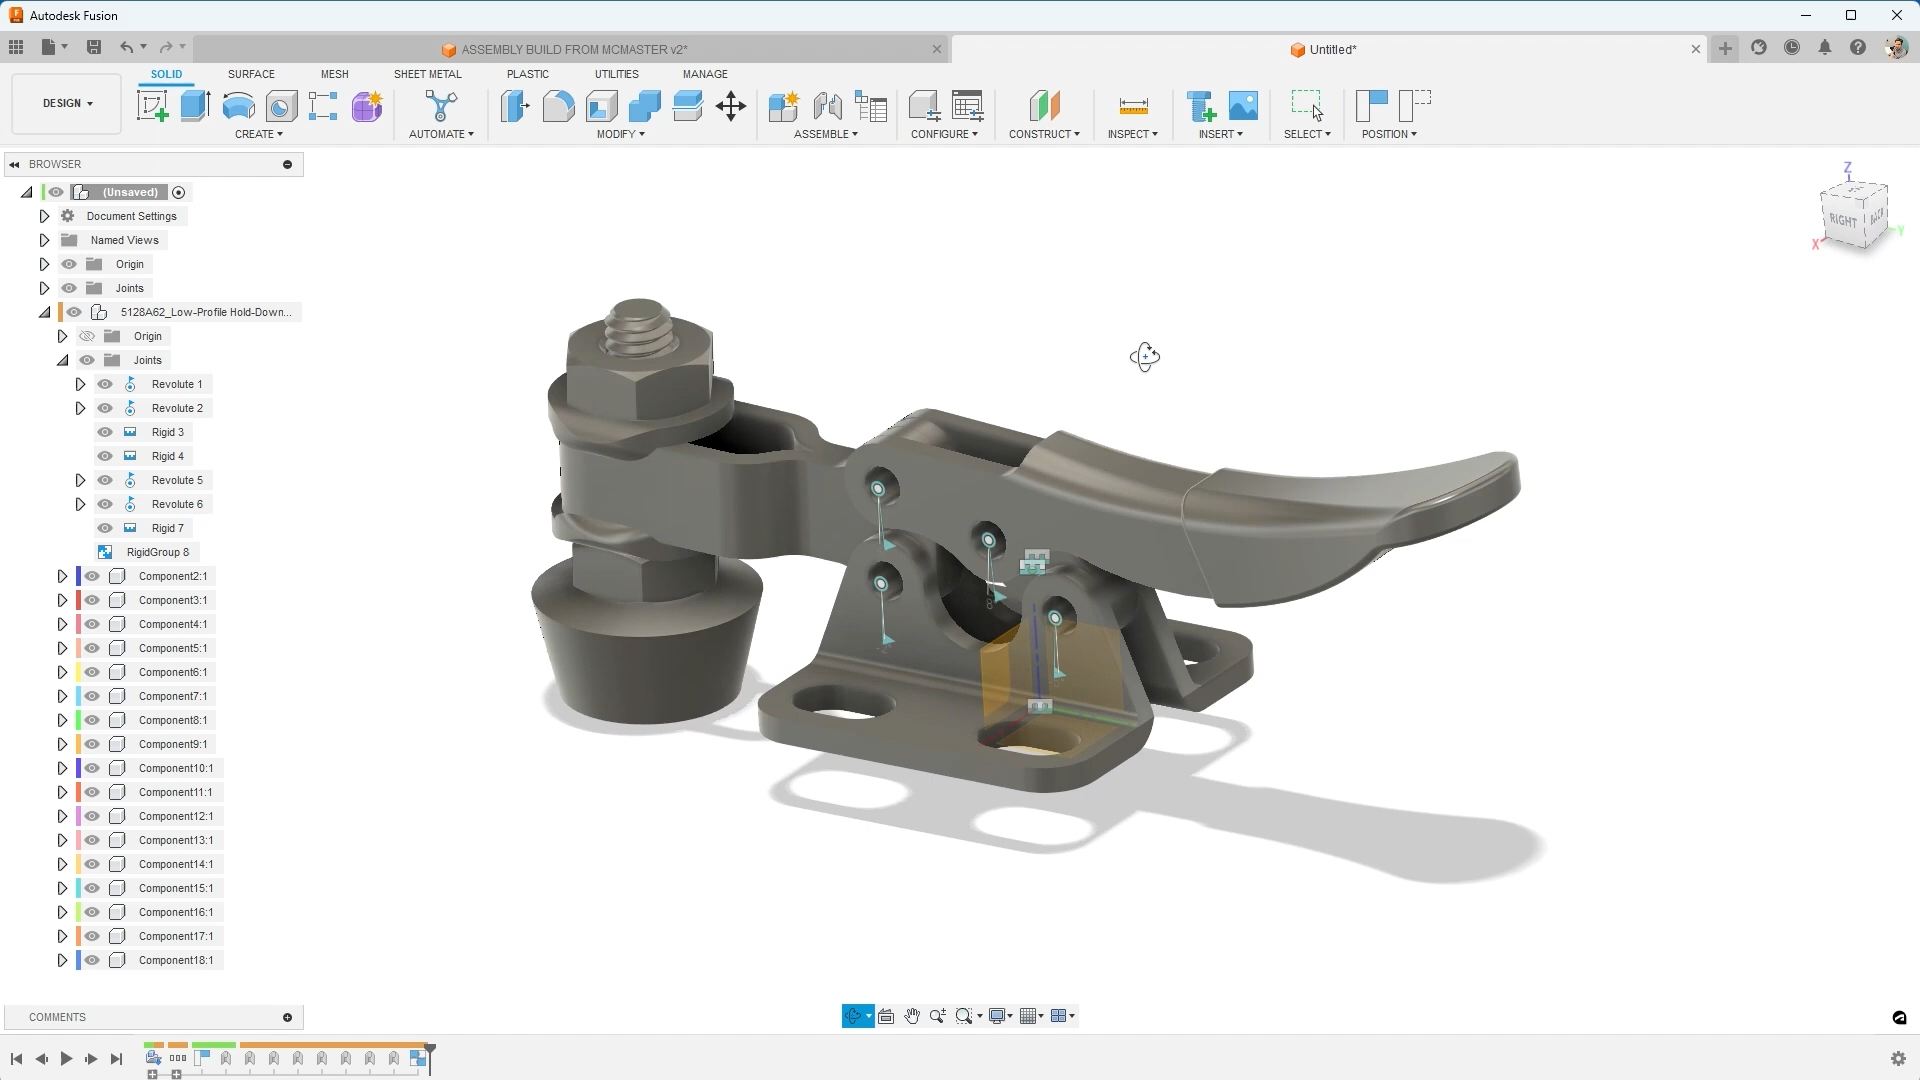 Autodesk Fusion
ASSEMBLY BUILD FROM MCMASTER v2*
Untitled*
DESIGN
SOLID
SURFACE
MESH
SHEET METAL
PLASTIC
UTILITIES
MANAGE
CREATE
AUTOMATE
MODIFY
ASSEMBLE
CONFIGURE
CONSTRUCT
INSPECT
INSERT
SELECT
POSITION
BROWSER
(Unsaved)
Document Settings
Named Views
Origin
Joints
5128A62_Low-Profile Hold-Down...
Origin
Joints
Revolute 1
Revolute 2
Rigid 3
Rigid 4
Revolute 5
Revolute 6
Rigid 7
RigidGroup 8
Component2:1
Component3:1
Component4:1
Component5:1
Component6:1
Component7:1
Component8:1
Component9:1
Component10:1
Component11:1
Component12:1
Component13:1
Component14:1
Component15:1
Component16:1
Component17:1
Component18:1
Z
RIGHT
BACK
X
Y
COMMENTS